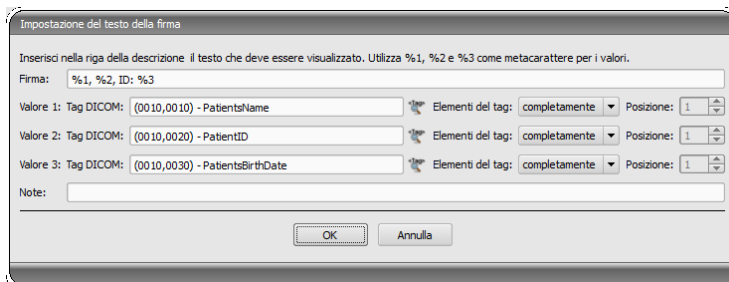 Impostazione del testo della firma
Inserisci nella riga della descrizione il testo che deve essere visualizzato. Utilizza %1, %2 e %3 come metacarattere per i valori.
Firma: %1, %2, ID: %3
Valore 1: Tag DICOM: (0010,0010) - PatientsName Elementi del tag: completamente Posizione: 1
Valore 2: Tag DICOM: (0010,0020) - PatientID Elementi del tag: completamente Posizione: 1
Valore 3: Tag DICOM: (0010,0030) - PatientsBirthDate Elementi del tag: completamente Posizione: 1
Note:
OK Annulla